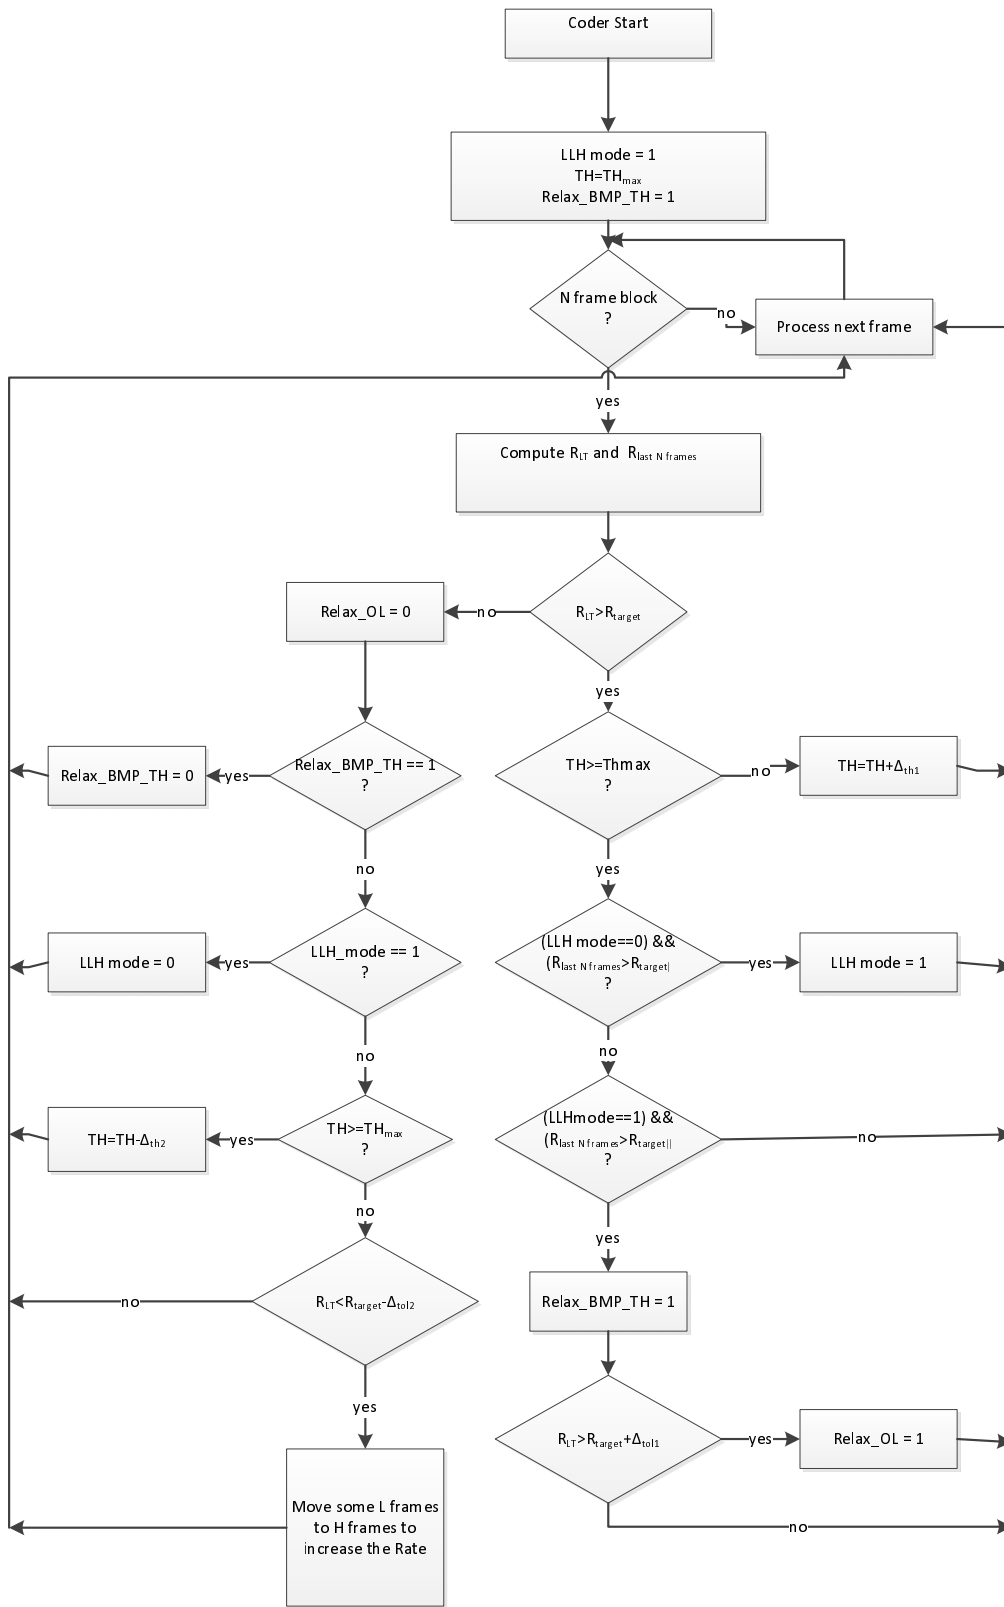 Coder Start
LLH mode = 1
TH=THmax
Relax_BMP_TH = 1
N frame block
?
no
Process next frame
yes
Compute RLT and Rlast N frames
RLT>Rtarget
no
Relax_OL = 0
yes
Relax_BMP_TH == 1
?
yes
Relax_BMP_TH = 0
TH>=Thmax
?
no
TH=TH+Δth1
no
yes
LLH_mode == 1
?
yes
LLH mode = 0
(LLH mode==0) &&
(Rlast N frames>Rtarget|
?
yes
LLH mode = 1
no
no
TH>=THmax
?
yes
TH=TH-Δth2
(LLHmode==1) &&
(Rlast N frames>Rtarget||
?
no
no
yes
RLT<Rtarget-Δtol2
no
Relax_BMP_TH = 1
yes
RLT>Rtarget+Δtol1
yes
Relax_OL = 1
Move some L frames
to H frames to
increase the Rate
no